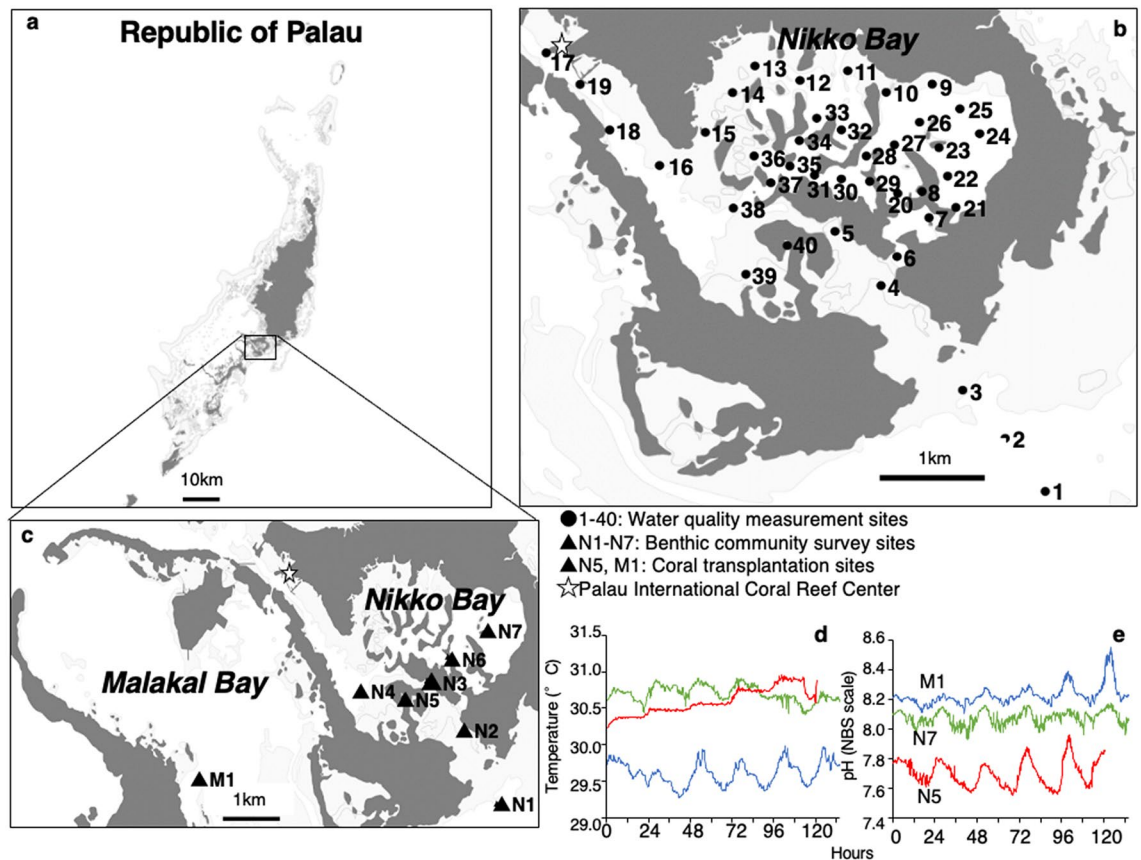 a
Republic of Palau
10km
b
Nikko Bay
17
19
18
16
13
14
15
12
11
10
9
33
32
34
36
35
37
31
30
38
28
27
29
26
25
24
23
22
20
8
21
7
5
40
6
39
4
3
2
1
1km
c
Nikko Bay
Malakal Bay
N7
N6
N3
N4
N5
N2
M1
N1
1km
1-40: Water quality measurement sites
N1-N7: Benthic community survey sites
N5, M1: Coral transplantation sites
Palau International Coral Reef Center
d
Temperature (° C)
31.5
31.0
30.5
30.0
29.5
29.0
0 24 48 72 96 120
e
pH (NBS scale)
8.6
8.4
8.2
8.0
7.8
7.6
7.4
M1
N7
N5
0 24 48 72 96 120
Hours